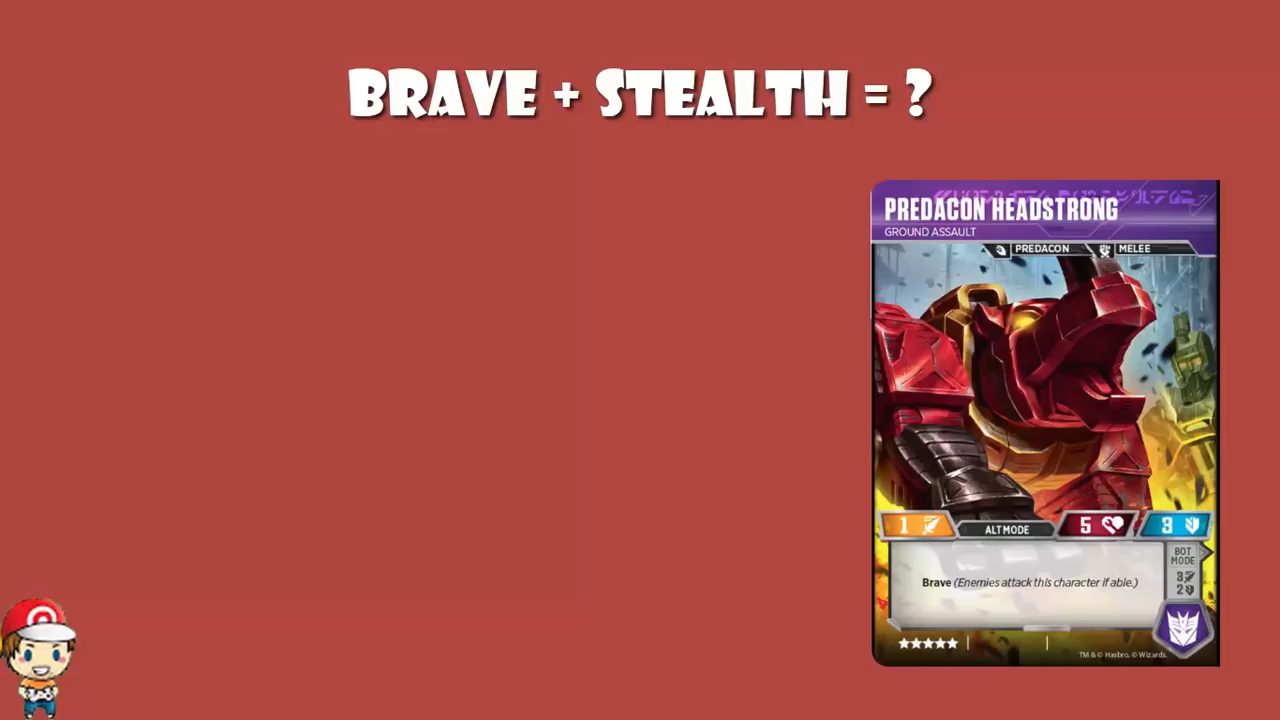 BRAVE + STEALTH = ?
PREDACON HEADSTRONG
GROUND ASSAULT
PREDACON MELEE
1 ALT MODE 5 3
BOT
MODE
3
2
Brave (Enemies attack this character if able.)
TM & © Hasbro, © Wizards.